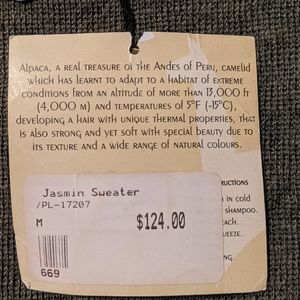 Alpaca, a real treasure of the Andes of Peru, camelid
which has learnt to adapt to a habitat of extreme
conditions from an altitude of more than 13,000 ft
(4,000 m) and temperatures of 5°F (-15°C),
developing a hair with unique thermal properties, that
is also strong and yet soft with special beauty due to
its texture and a wide range of natural colours.
Jasmin Sweater
/PL-17207
M
$124.00
669
in cold
shampoo.